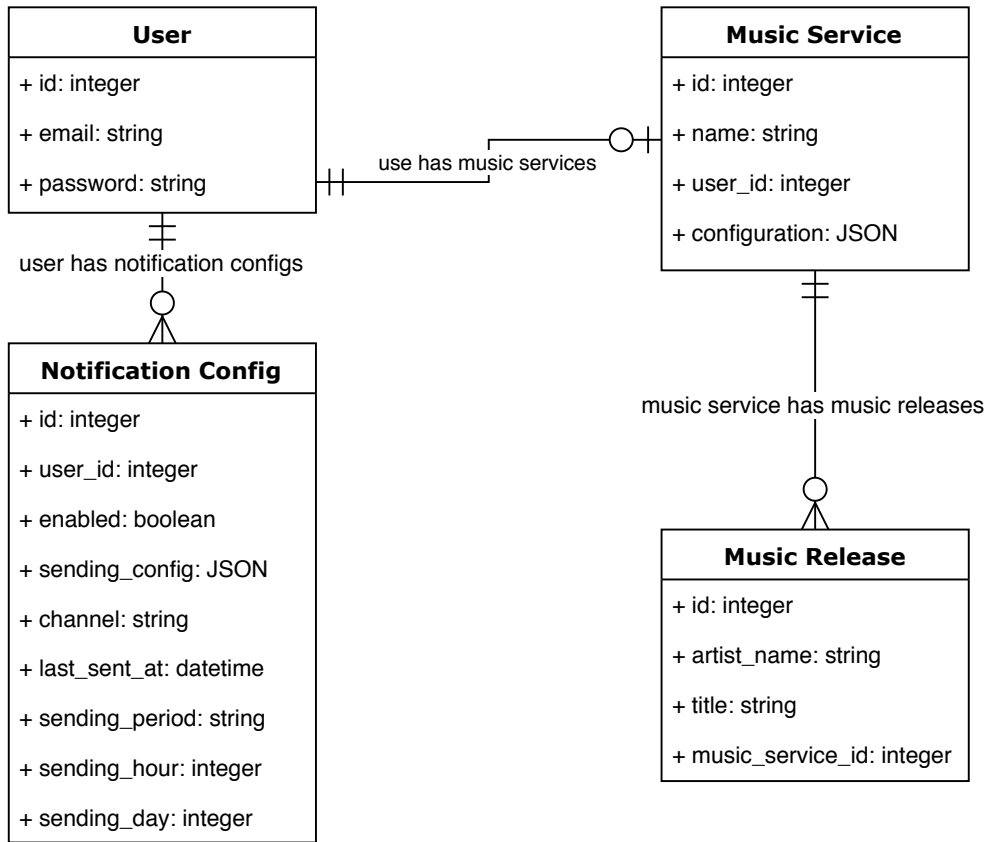 User
+ id: integer
+ email: string
+ password: string
use has music services
Music Service
+ id: integer
+ name: string
+ user_id: integer
+ configuration: JSON
user has notification configs
Notification Config
+ id: integer
+ user_id: integer
+ enabled: boolean
+ sending_config: JSON
+ channel: string
+ last_sent_at: datetime
+ sending_period: string
+ sending_hour: integer
+ sending_day: integer
music service has music releases
Music Release
+ id: integer
+ artist_name: string
+ title: string
+ music_service_id: integer